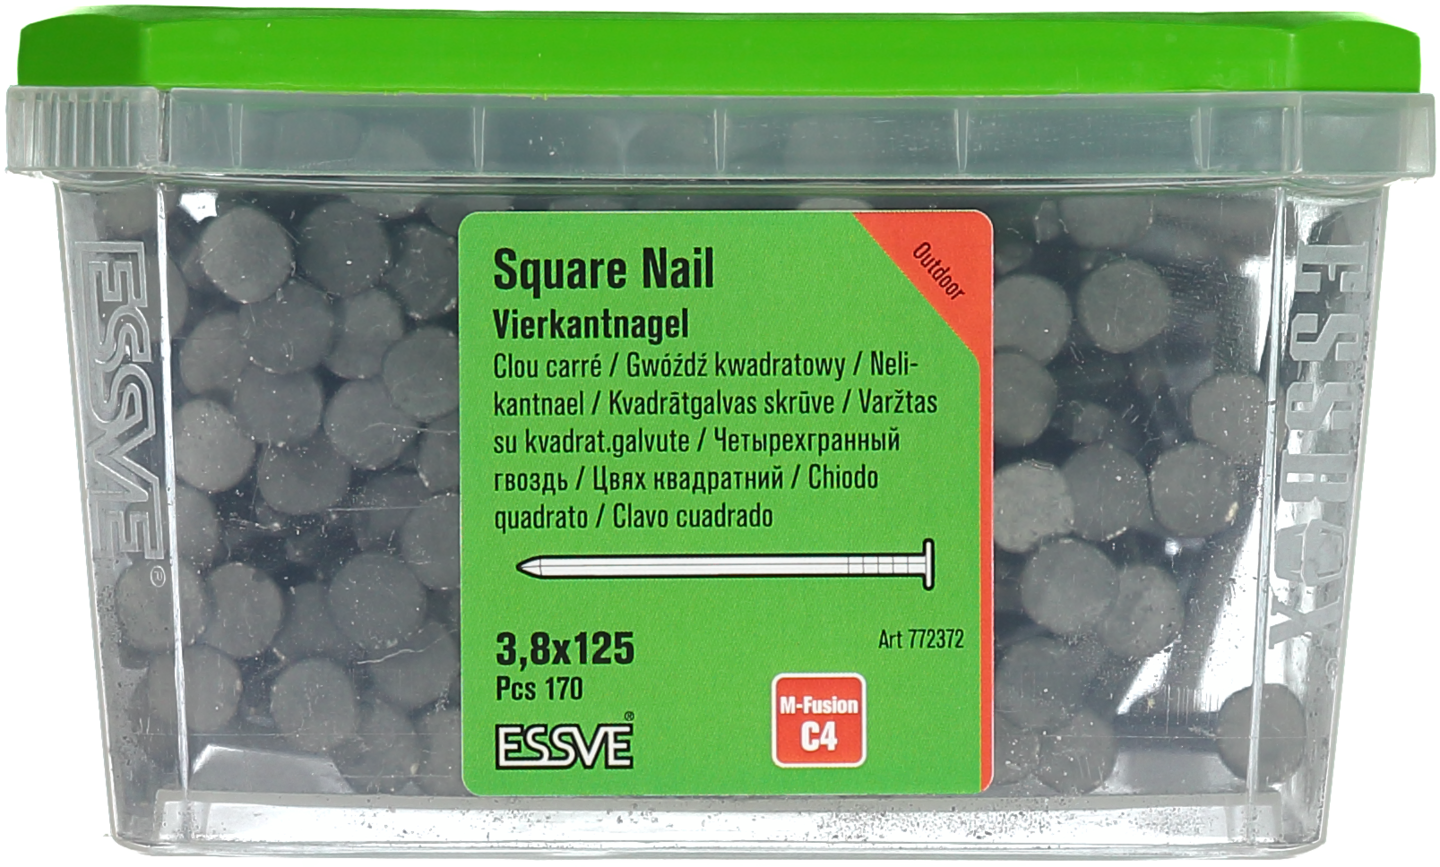 Square Nail
Outdoor
Vierkantnagel
Clou carré / Gwóźdź kwadratowy / Neli-
kantnael / Kvadrātgalvas skrūve / Varžtas
su kvadrat.galvute / Четырехгранный
гвоздь / Цвях квадратний / Chiodo
quadrato / Clavo cuadrado
3,8x125
Art 772372
Pcs 170
M-Fusion
C4
ESSVE®
ESSVE®
ESSBOX